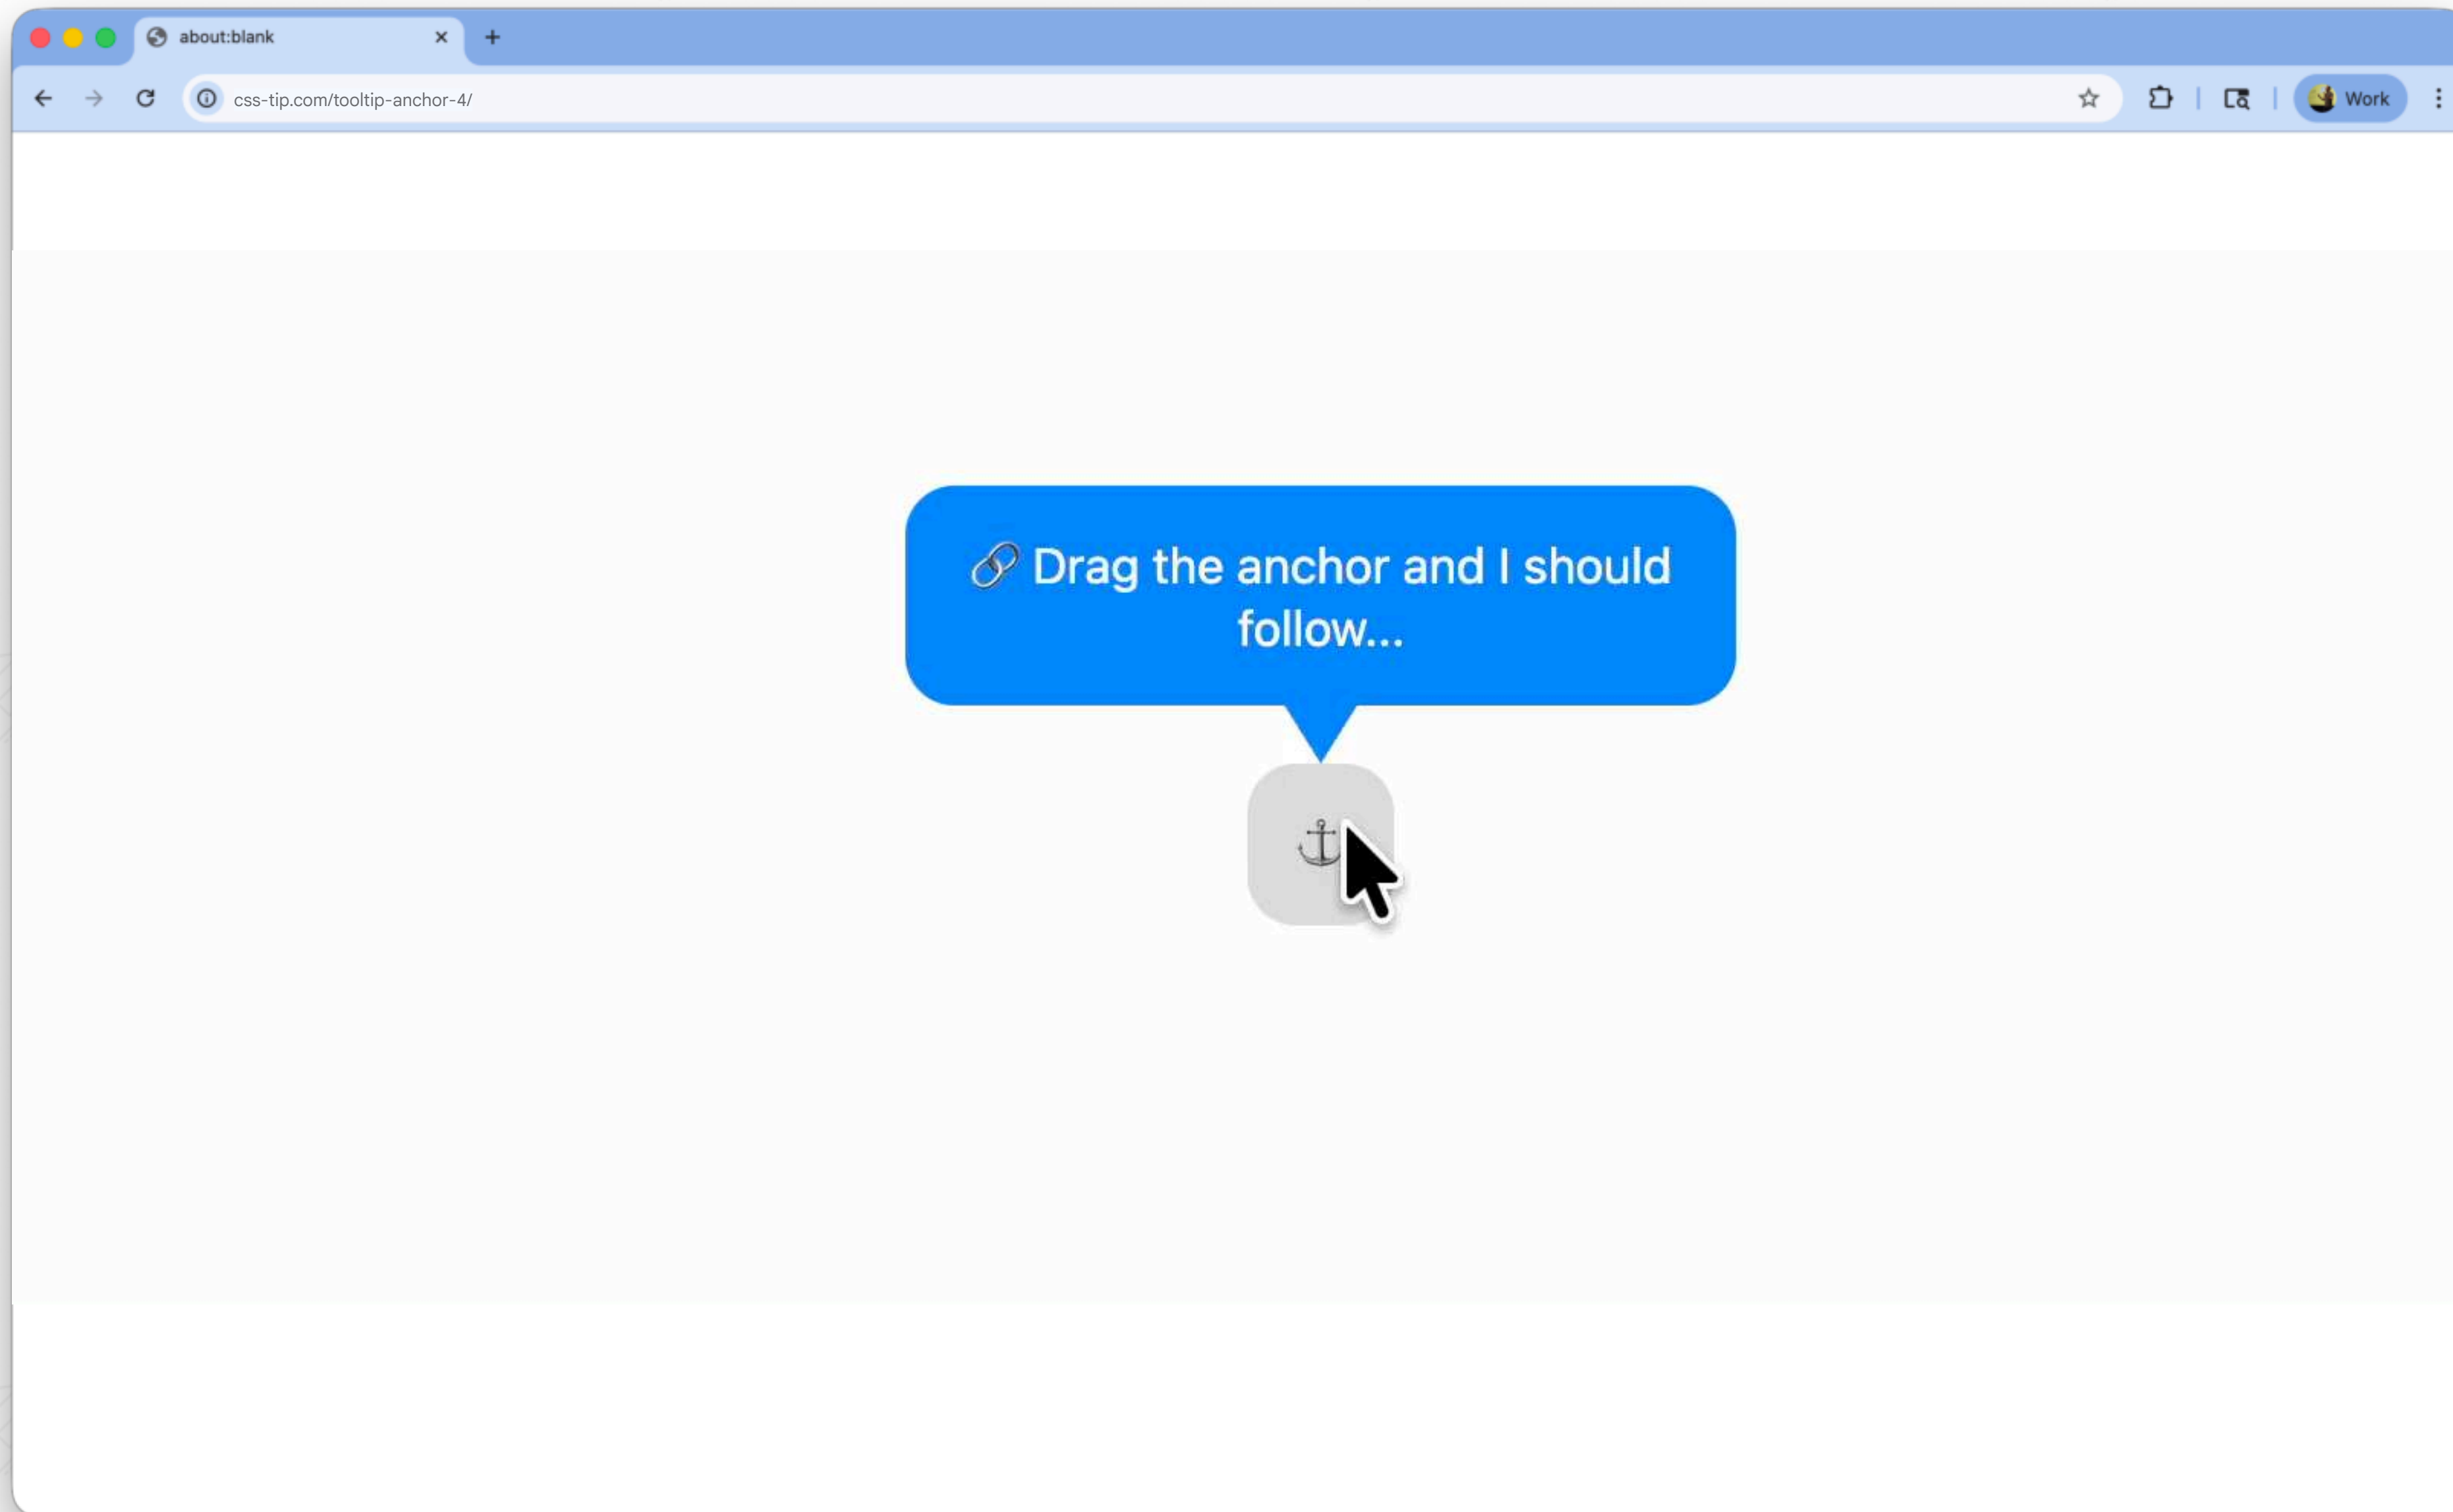 about:blank
css-tip.com/tooltip-anchor-4/
Work
🔗 Drag the anchor and I should
follow...